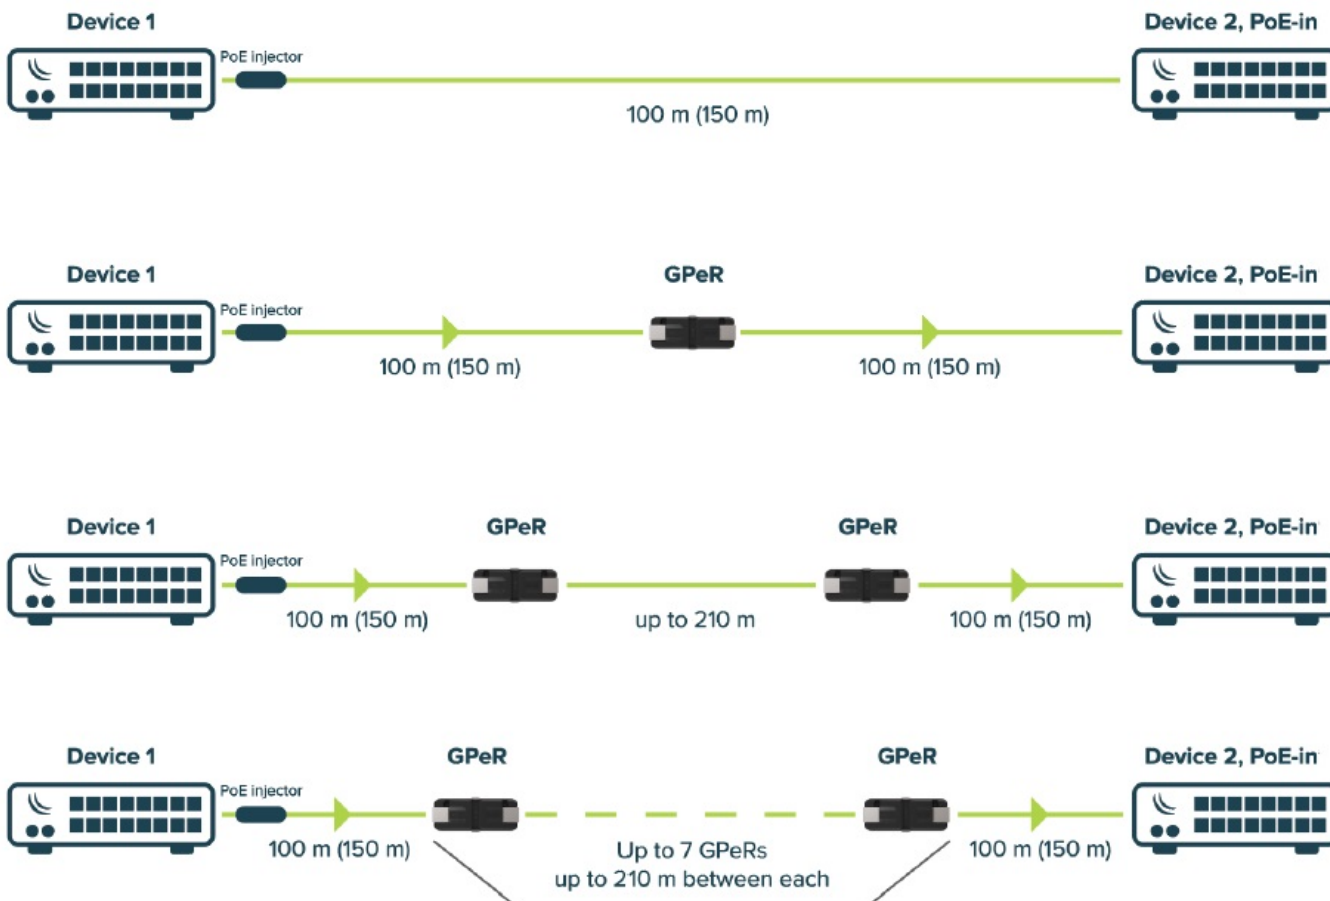 Device 1
Device 2, PoE-in
PoE injector
100 m (150 m)
Device 1
GPeR
Device 2, PoE-in
PoE injector
100 m (150 m)
100 m (150 m)
Device 1
GPeR
GPeR
Device 2, PoE-in
PoE injector
100 m (150 m)
up to 210 m
100 m (150 m)
Device 1
GPeR
GPeR
Device 2, PoE-in
PoE injector
100 m (150 m)
Up to 7 GPeRs
up to 210 m between each
100 m (150 m)